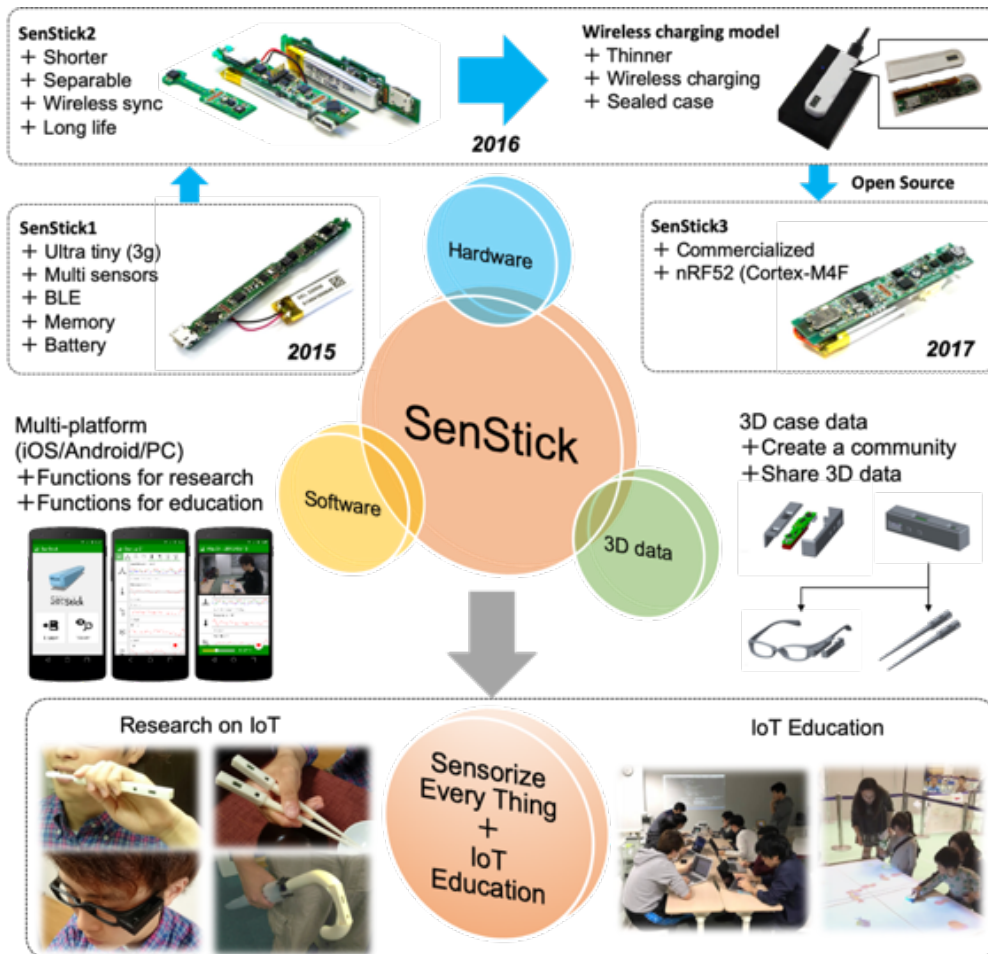 SenStick2
+ Shorter
+ Separable
+ Wireless sync
+ Long life
2016
Wireless charging model
+ Thinner
+ Wireless charging
+ Sealed case
Open Source
SenStick1
+ Ultra tiny (3g)
+ Multi sensors
+ BLE
+ Memory
+ Battery
2015
Hardware
SenStick3
+ Commercialized
+ nRF52 (Cortex-M4F
2017
SenStick
Software
3D data
Multi-platform
(iOS/Android/PC)
+Functions for research
+Functions for education
SenStick
3D case data
+Create a community
+Share 3D data
Research on IoT
Sensorize
Every Thing
+
IoT
Education
IoT Education